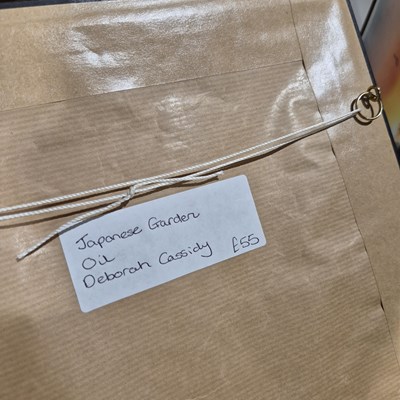 Japanese Garden
Oil
Deborah Cassidy £55